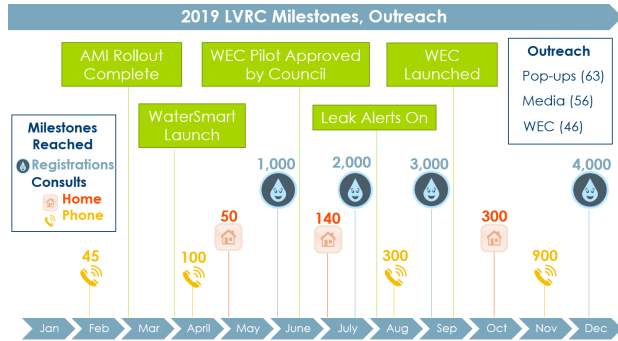 2019 LVRC Milestones, Outreach
AMI Rollout
Complete
WEC Pilot Approved
by Council
WEC
Launched
Outreach
Pop-ups (63)
Media (56)
WEC (46)
WaterSmart
Launch
Leak Alerts On
Milestones
Reached
Registrations
Consults
Home
Phone
1,000
2,000
3,000
4,000
50
140
300
45
100
300
900
Jan
Feb
Mar
April
May
June
July
Aug
Sep
Oct
Nov
Dec